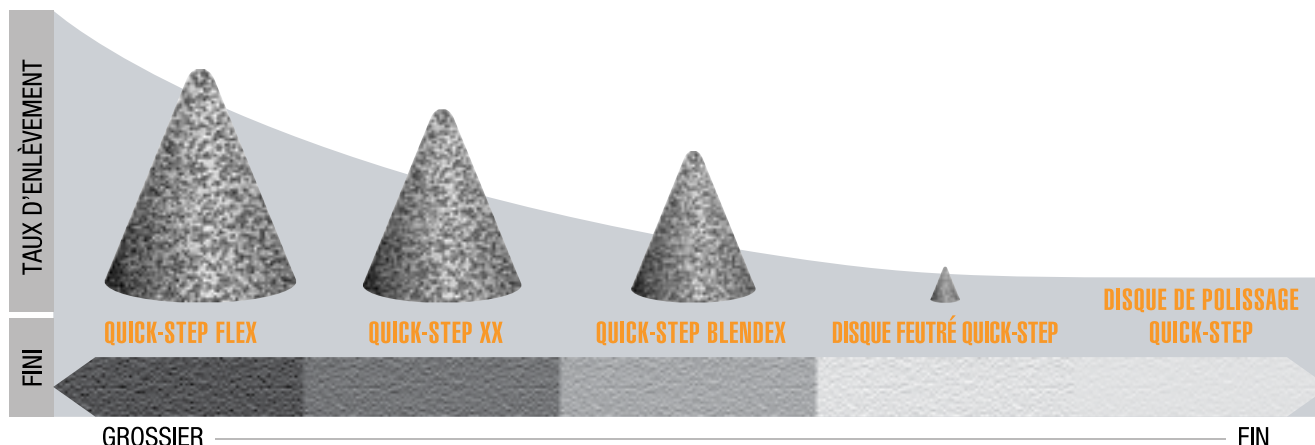 TAUX D'ENLÈVEMENT
QUICK-STEP FLEX
QUICK-STEP XX
QUICK-STEP BLENDEX
DISQUE FEUTRÉ QUICK-STEP
DISQUE DE POLISSAGE
QUICK-STEP
FINI
GROSSIER
FIN